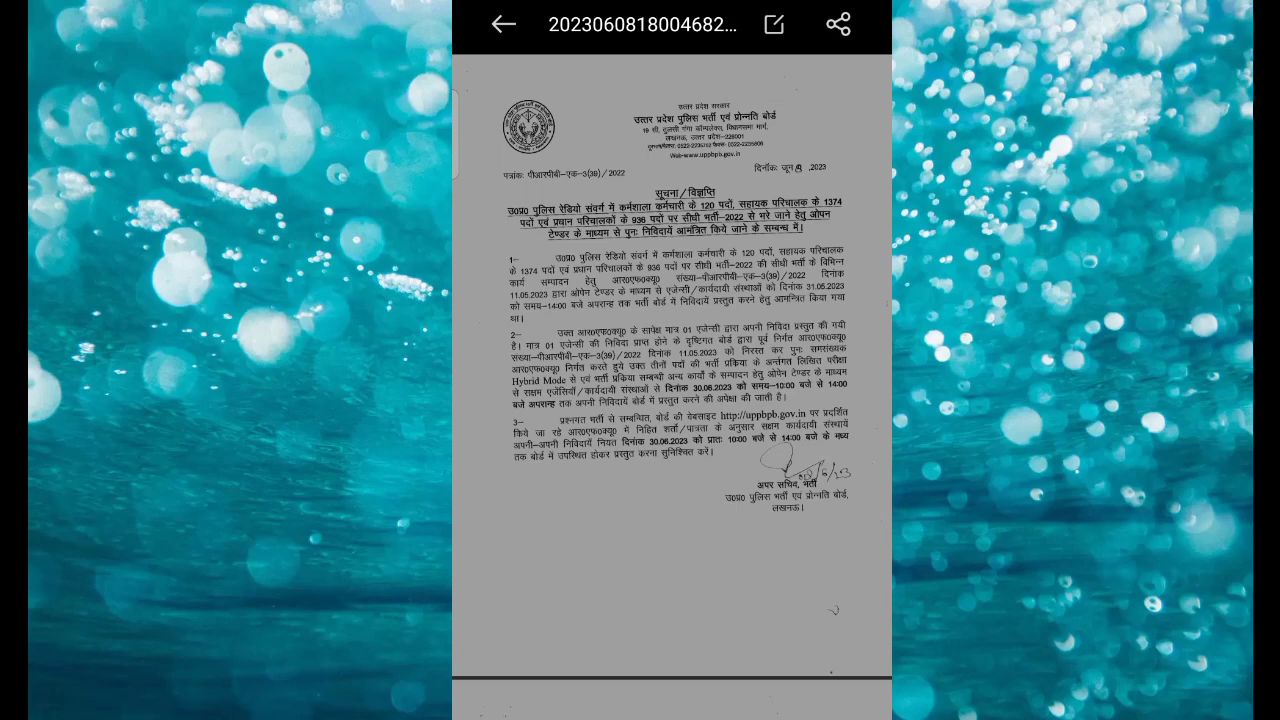 2023060818004682...
उत्तर प्रदेश सरकार
उत्तर प्रदेश पुलिस भर्ती एवं प्रोन्नति बोर्ड
19 सी, तुलसी गंगा कॉम्प्लेक्स, विधानसभा मार्ग,
लखनऊ, उत्तर प्रदेश-226001
Web-www.uppbpb.gov.in
पत्रांकः पीआरपीबी-एक-3(39)/2022
दिनाँकः जून ,2023
सूचना/विज्ञप्ति
उ0प्र0 पुलिस रेडियो संवर्ग में कर्मशाला कर्मचारी के 120 पदों, सहायक परिचालक के 1374
पदों एवं प्रधान परिचालकों के 936 पदों पर सीधी भर्ती-2022 से भरे जाने हेतु ओपन
टेण्डर के माध्यम से पुनः निविदायें आमंत्रित किये जाने के सम्बन्ध में।
1- उ0प्र0 पुलिस रेडियो संवर्ग में कर्मशाला कर्मचारी के 120 पदों, सहायक परिचालक
के 1374 पदों एवं प्रधान परिचालकों के 936 पदों पर सीधी भर्ती-2022 की सीधी भर्ती के विभिन्न
कार्य सम्पादन हेतु आर0एफ0क्यू0 संख्या-पीआरपीबी-एक-3(39)/2022 दिनांक
11.05.2023 द्वारा ओपेन टेण्डर के माध्यम से एजेन्सी/कार्यदायी संस्थाओं को दिनांक 31.05.2023
को समय-14:00 बजे अपरान्ह तक भर्ती बोर्ड में निविदायें प्रस्तुत करने हेतु आमन्त्रित किया गया
था।
2- उक्त आर0एफ0क्यू0 के सापेक्ष मात्र 01 एजेन्सी द्वारा अपनी निविदा प्रस्तुत की गयी
है। मात्र 01 एजेन्सी की निविदा प्राप्त होने के दृष्टिगत बोर्ड द्वारा पूर्व निर्गत आर0एफ0क्यू0
संख्या-पीआरपीबी-एक-3(39)/2022 दिनांक 11.05.2023 को निरस्त कर पुनः समसंख्यक
आर0एफ0क्यू0 निर्गत करते हुये उक्त तीनों पदों की भर्ती प्रक्रिया के अर्न्तगत लिखित परीक्षा
Hybrid Mode से एवं भर्ती प्रक्रिया सम्बन्धी अन्य कार्यों के सम्पादन हेतु ओपेन टेण्डर के माध्यम
से सक्षम एजेंसियों/कार्यदायी संस्थाओं से दिनांक 30.06.2023 को समय-10:00 बजे से 14:00
बजे अपरान्ह तक अपनी निविदायें बोर्ड में प्रस्तुत करने की अपेक्षा की जाती है।
3- प्रश्नगत भर्ती से सम्बन्धित, बोर्ड की वेबसाइट http://uppbpb.gov.in पर प्रदर्शित
किये जा रहे आर0एफ0क्यू0 में निहित शर्तो/पात्रता के अनुसार सक्षम कार्यदायी संस्थायें
अपनी-अपनी निविदायें नियत दिनांक 30.06.2023 को प्रातः 10:00 बजे से 14:00 बजे के मध्य
तक बोर्ड में उपस्थित होकर प्रस्तुत करना सुनिश्चित करें।
अपर सचिव, भर्ती
उ0प्र0 पुलिस भर्ती एवं प्रोन्नति बोर्ड,
लखनऊ।